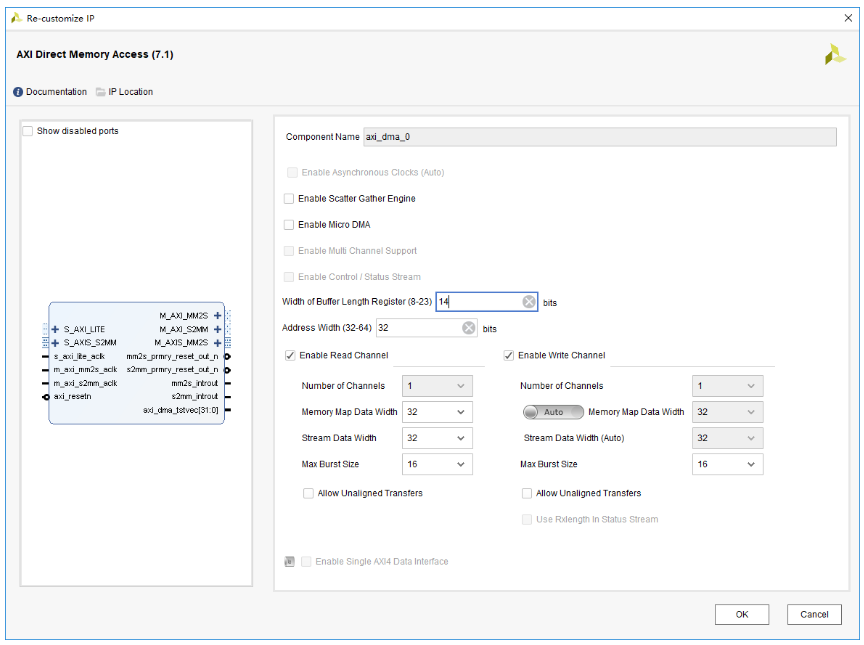 Re-customize IP
AXI Direct Memory Access (7.1)
Documentation IP Location
Show disabled ports
S_AXI_LITE
S_AXIS_S2MM
s_axi_lite_aclk
m_axi_mm2s_aclk
m_axi_s2mm_aclk
axi_resetn
M_AXI_MM2S
M_AXI_S2MM
M_AXIS_MM2S
mm2s_prmry_reset_out_n
s2mm_prmry_reset_out_n
mm2s_introut
s2mm_introut
axi_dma_tstvec[31:0]
Component Name axi_dma_0
Enable Asynchronous Clocks (Auto)
Enable Scatter Gather Engine
Enable Micro DMA
Enable Multi Channel Support
Enable Control / Status Stream
Width of Buffer Length Register (8-23) 14 bits
Address Width (32-64) 32 bits
Enable Read Channel
Number of Channels 1
Memory Map Data Width 32
Stream Data Width 32
Max Burst Size 16
Allow Unaligned Transfers
Enable Write Channel
Number of Channels 1
Auto Memory Map Data Width 32
Stream Data Width (Auto) 32
Max Burst Size 16
Allow Unaligned Transfers
Use Rxlength In Status Stream
Enable Single AXI4 Data Interface
OK Cancel